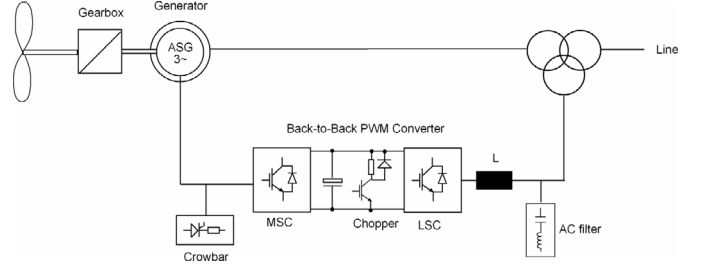 Generator
Gearbox
ASG
3~
Line
Back-to-Back PWM Converter
L
MSC
Chopper
LSC
AC filter
Crowbar